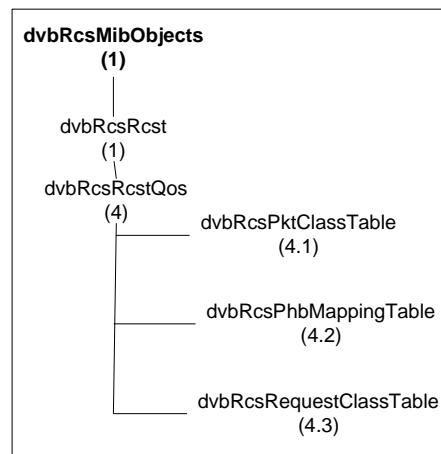 dvbRcsMibObjects
(1)
dvbRcsRcst
(1)
dvbRcsRcstQos
(4)
dvbRcsPktClassTable
(4.1)
dvbRcsPhbMappingTable
(4.2)
dvbRcsRequestClassTable
(4.3)